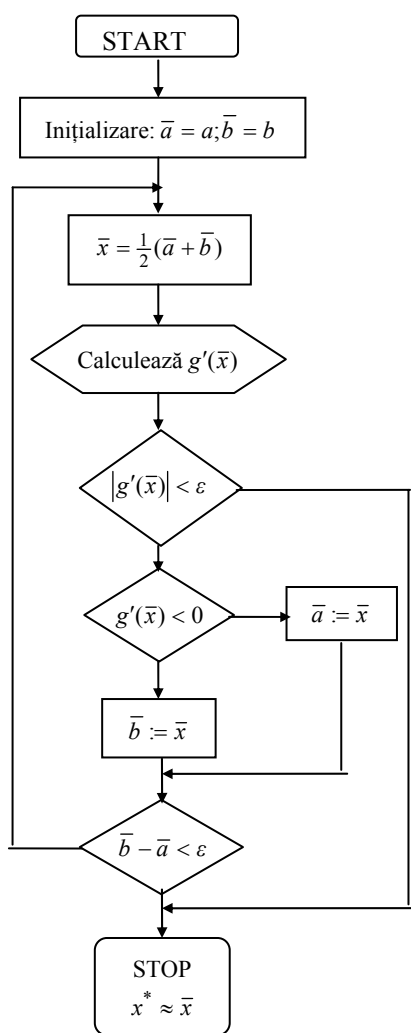 START
Inițializare: a̅ = a; b̅ = b
x̅ = ½(a̅ + b̅)
Calculează g′(x̅)
|g′(x̅)| < ε
g′(x̅) < 0
a̅ := x̅
b̅ := x̅
b̅ − a̅ < ε
STOP
x* ≈ x̅